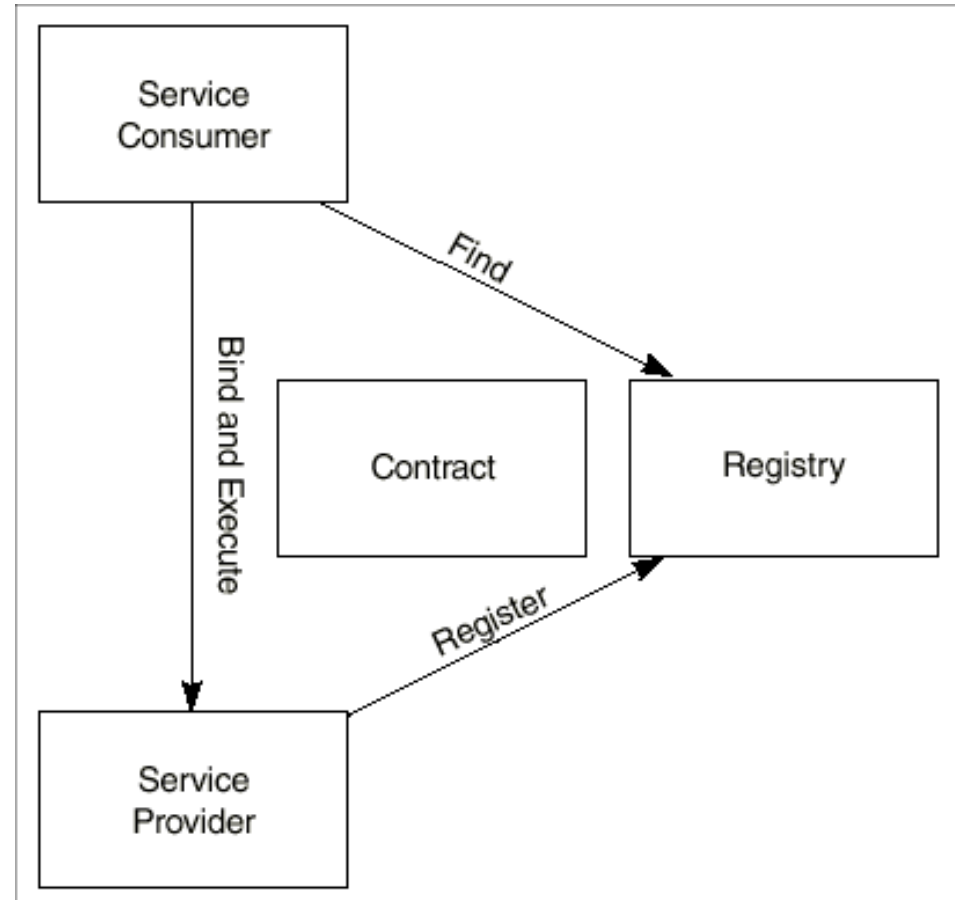 Service
Consumer
Find
Bind and Execute
Contract
Registry
Register
Service
Provider